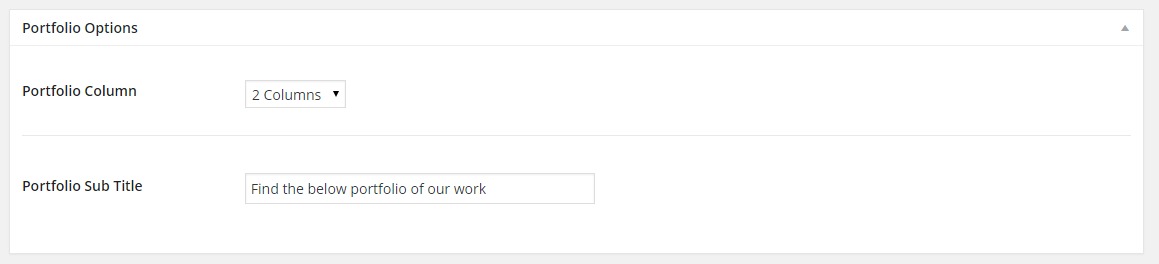 Portfolio Options
Portfolio Column
2 Columns
Portfolio Sub Title
Find the below portfolio of our work